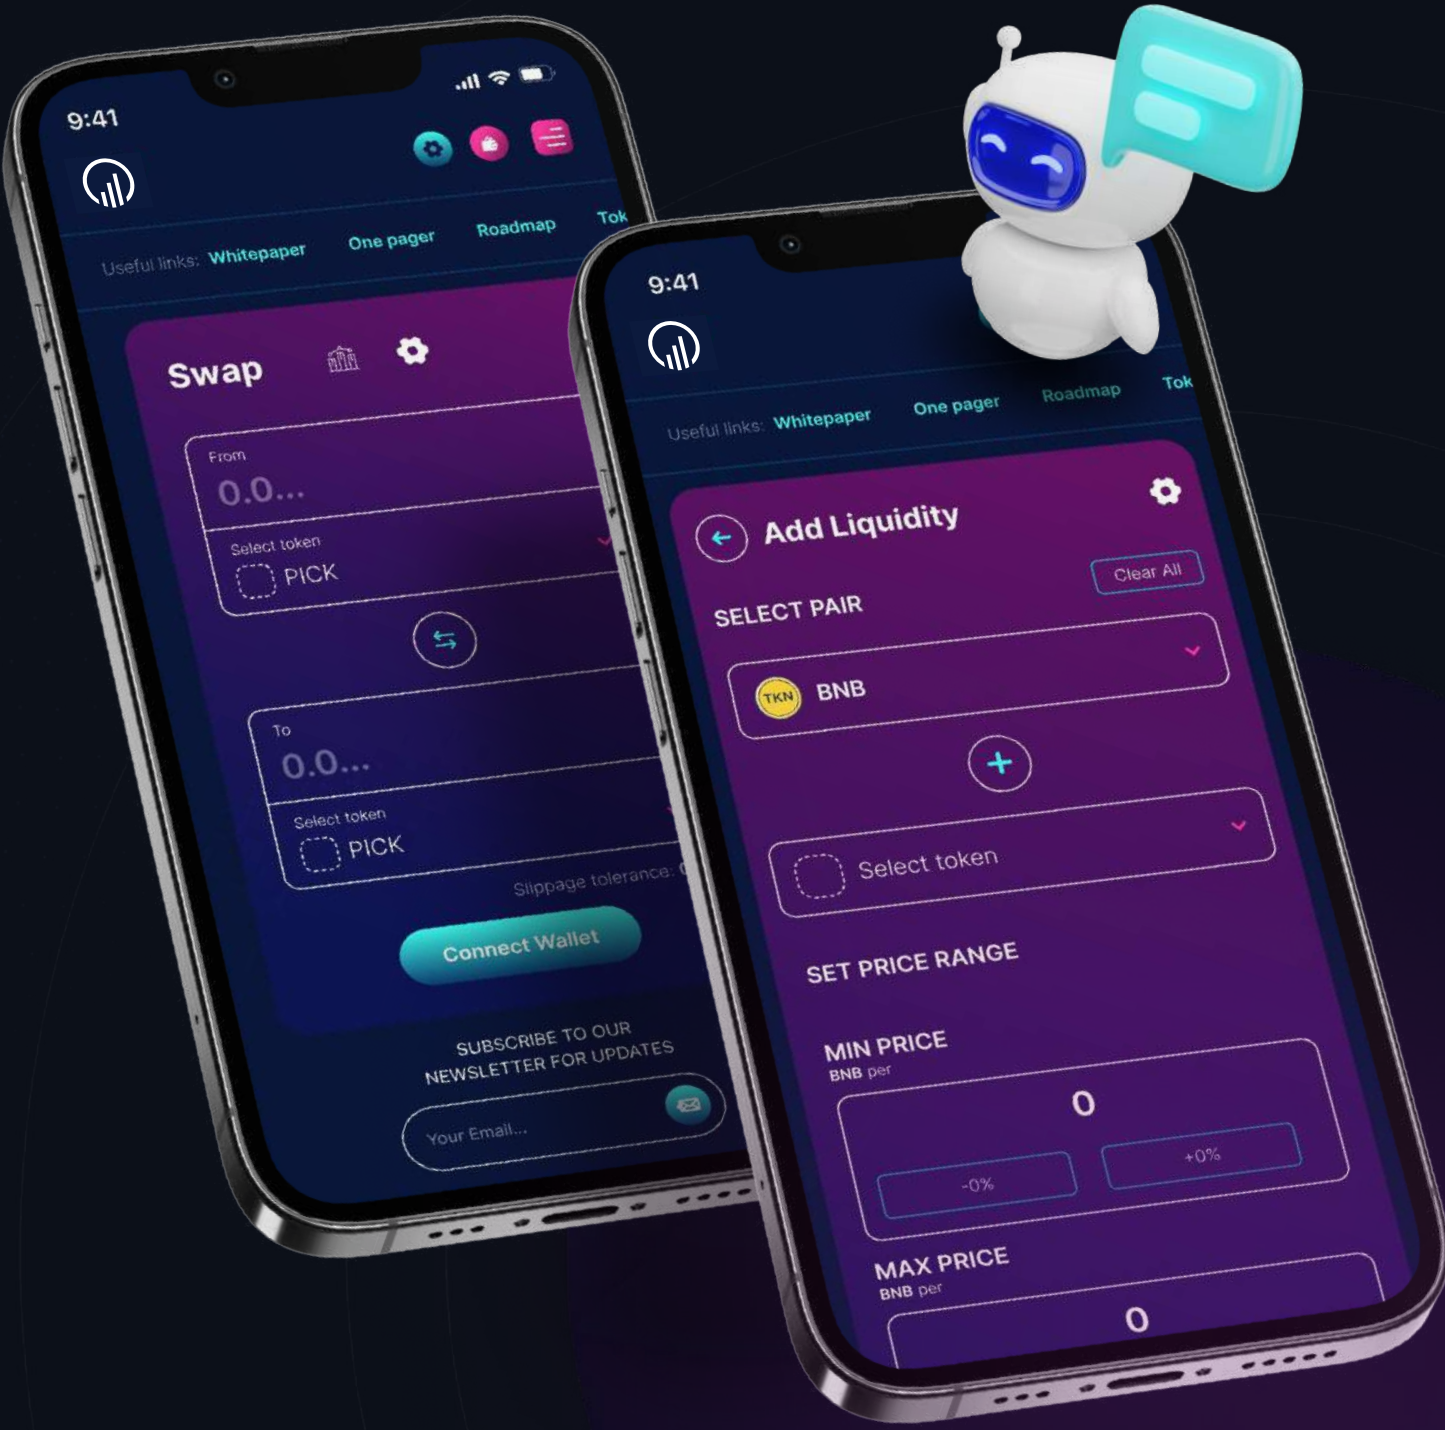 9:41
Useful links: Whitepaper One pager Roadmap Tok
Swap
From
0.0...
Select token
PICK
To
0.0...
Select token
PICK
Slippage tolerance:
Connect Wallet
SUBSCRIBE TO OUR
NEWSLETTER FOR UPDATES
Your Email...
9:41
Useful links: Whitepaper One pager Roadmap Tok
Add Liquidity
Clear All
SELECT PAIR
TKN BNB
Select token
SET PRICE RANGE
MIN PRICE
BNB per
0
-0% +0%
MAX PRICE
BNB per
0